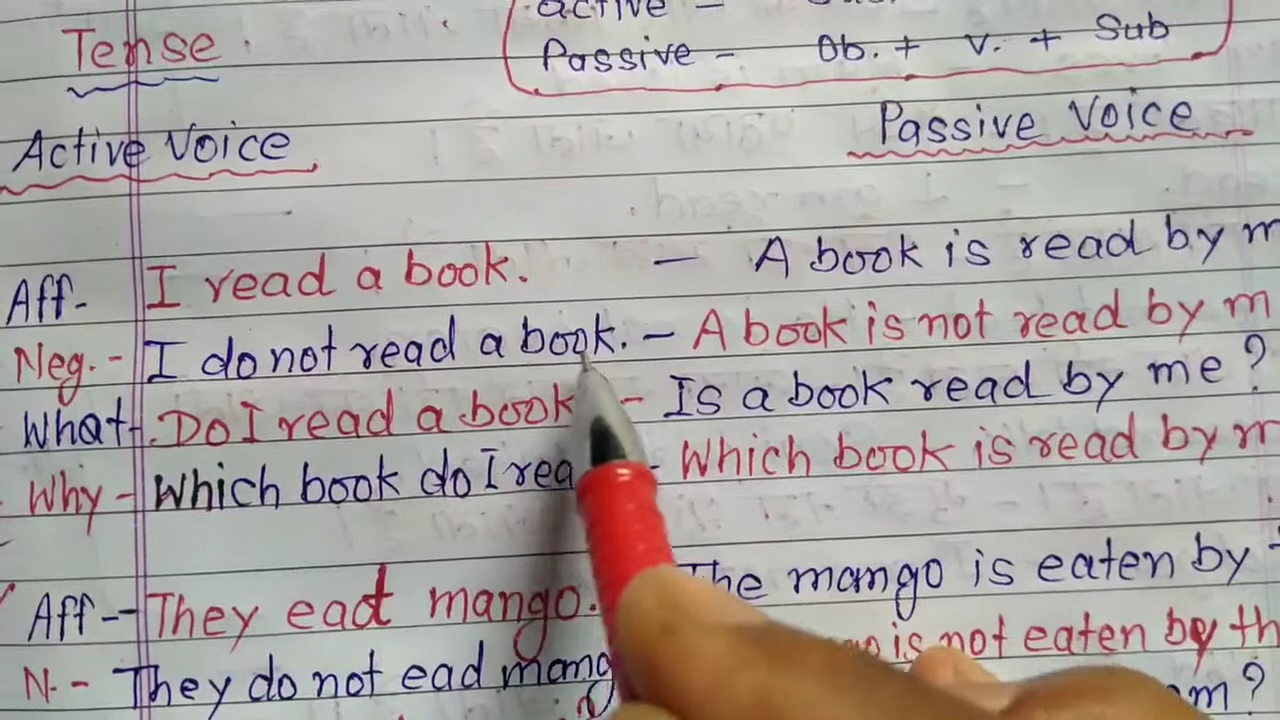 active -
Tense
Passive - Ob. + V. + Sub
Active Voice
Passive Voice
Aff- I read a book. - A book is read by m
Neg.- I do not read a book. - A book is not read by m
What- Do I read a book - Is a book read by me?
Why - Which book do I rea - Which book is read by m
Aff - They eat mango. The mango is eaten by
N. - They do not ead mang is not eaten by th
m?